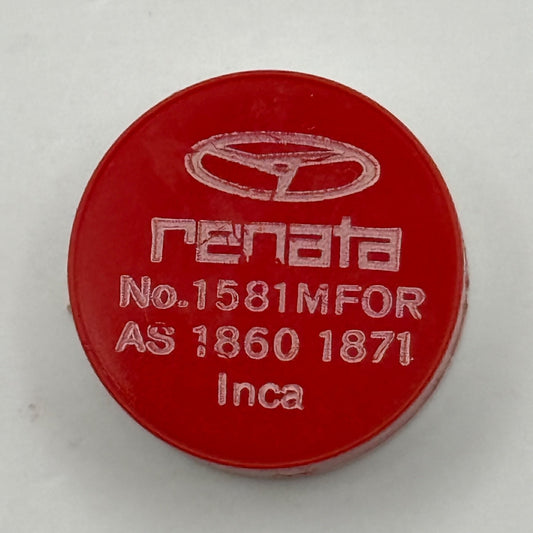 renata
No.1581MFOR
AS 1860 1871
Inca